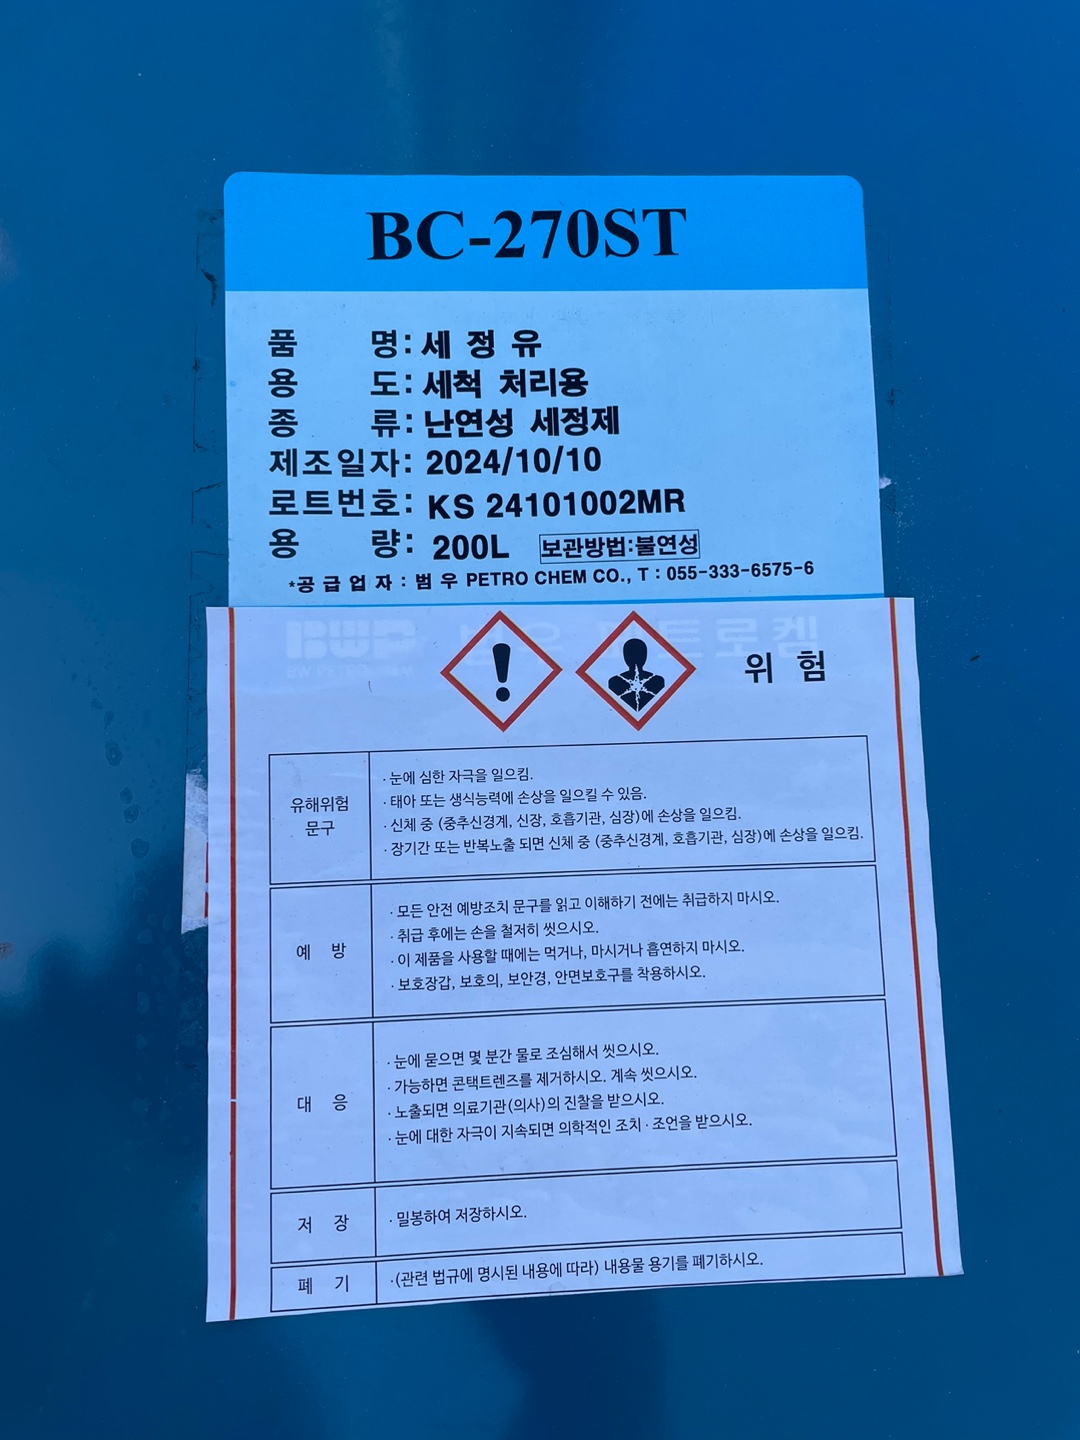 BC-270ST
품 명: 세 정 유
용 도: 세척 처리용
종 류: 난연성 세정제
제조일자: 2024/10/10
로트번호: KS 24101002MR
용 량: 200L 보관방법:불연성
*공 급 업 자 : 범 우 PETRO CHEM CO., T : 055-333-6575-6
위 험
유해위험 문구
· 눈에 심한 자극을 일으킴.
· 태아 또는 생식능력에 손상을 일으킬 수 있음.
· 신체 중 (중추신경계, 신장, 호흡기관, 심장)에 손상을 일으킴.
· 장기간 또는 반복노출 되면 신체 중 (중추신경계, 호흡기관, 심장)에 손상을 일으킴.
예 방
· 모든 안전 예방조치 문구를 읽고 이해하기 전에는 취급하지 마시오.
· 취급 후에는 손을 철저히 씻으시오.
· 이 제품을 사용할 때에는 먹거나, 마시거나 흡연하지 마시오.
· 보호장갑, 보호의, 보안경, 안면보호구를 착용하시오.
대 응
· 눈에 묻으면 몇 분간 물로 조심해서 씻으시오.
· 가능하면 콘택트렌즈를 제거하시오. 계속 씻으시오.
· 노출되면 의료기관(의사)의 진찰을 받으시오.
· 눈에 대한 자극이 지속되면 의학적인 조치 · 조언을 받으시오.
저 장
· 밀봉하여 저장하시오.
폐 기
· (관련 법규에 명시된 내용에 따라) 내용물 용기를 폐기하시오.